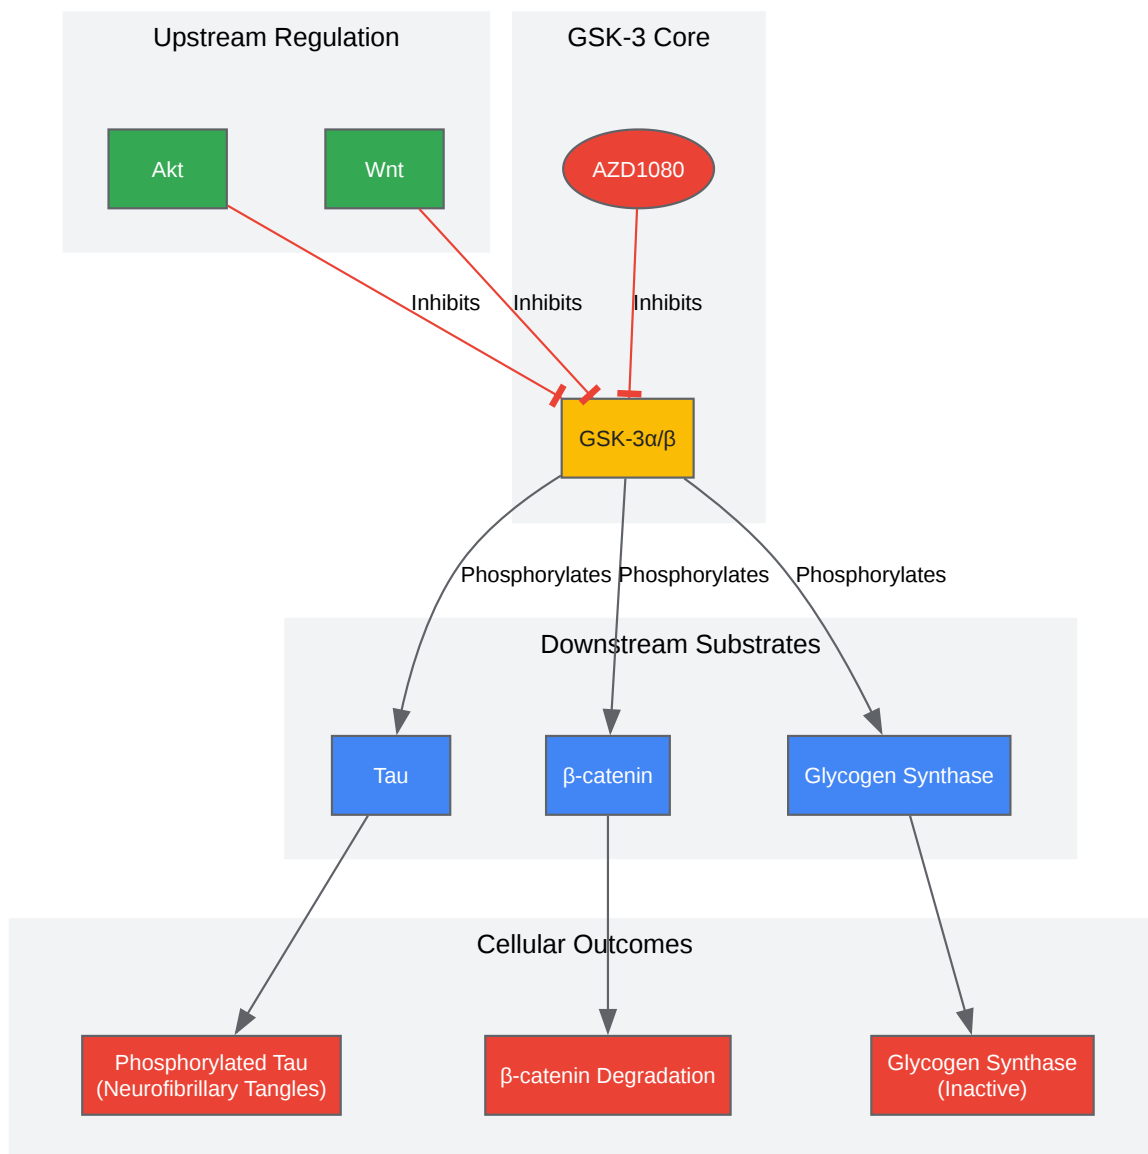 Upstream Regulation
GSK-3 Core
Akt
Wnt
AZD1080
Inhibits
Inhibits
Inhibits
GSK-3α/β
Phosphorylates
Phosphorylates
Phosphorylates
Downstream Substrates
Tau
β-catenin
Glycogen Synthase
Cellular Outcomes
Phosphorylated Tau
(Neurofibrillary Tangles)
β-catenin Degradation
Glycogen Synthase
(Inactive)